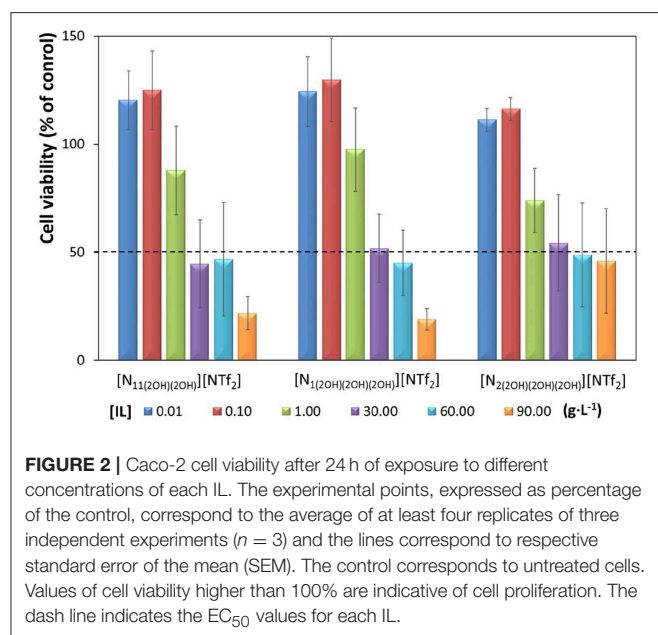 150
100
50
0
Cell viability (% of conrol)
[N₁₁₍₂OH₎₍₂OH₎][NTf₂] [N₁₍₂OH₎₍₂OH₎₍₂OH₎][NTf₂] [N₂₍₂OH₎₍₂OH₎₍₂OH₎][NTf₂]
[IL] 0.01 0.10 1.00 30.00 60.00 90.00 (g·L⁻¹)
FIGURE 2 | Caco-2 cell viability after 24 h of exposure to different
concentrations of each IL. The experimental points, expressed as percentage
of the control, correspond to the average of at least four replicates of three
independent experiments (n = 3) and the lines correspond to respective
standard error of the mean (SEM). The control corresponds to untreated cells.
Values of cell viability higher than 100% are indicative of cell proliferation. The
dash line indicates the EC₅₀ values for each IL.